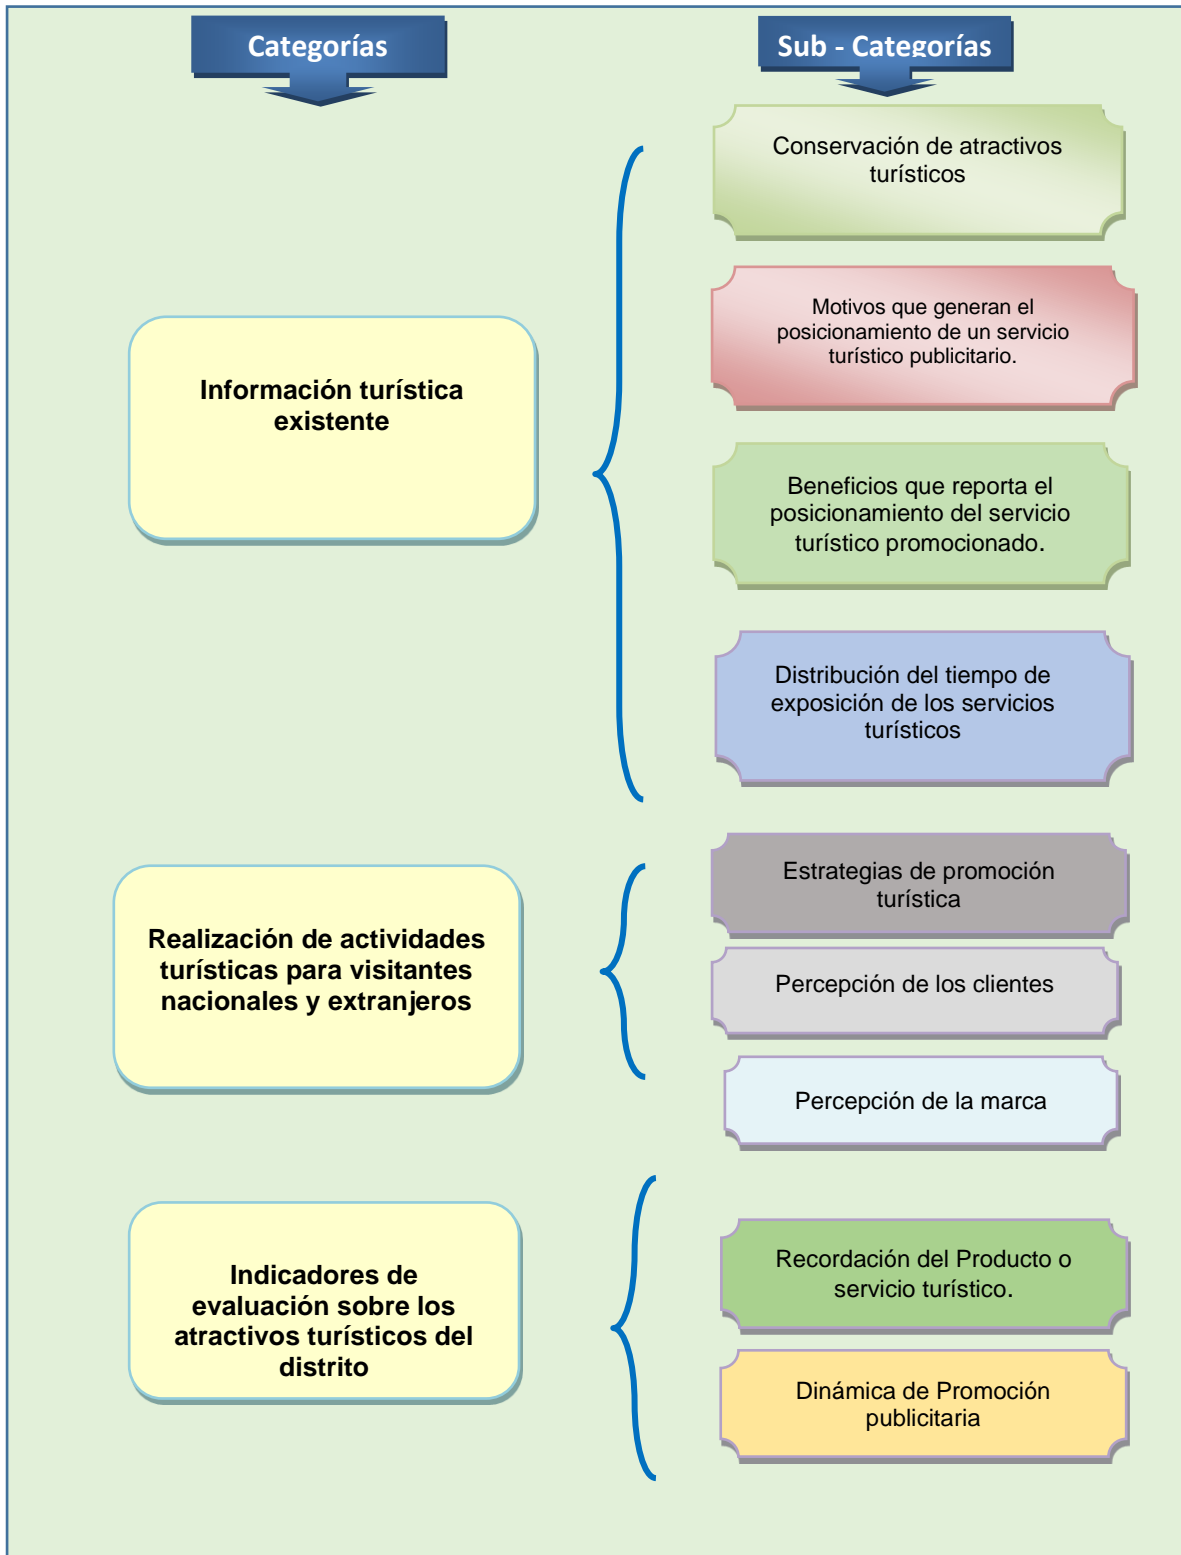 Categorías
Sub - Categorías
Información turística
existente
Conservación de atractivos
turísticos
Motivos que generan el
posicionamiento de un servicio
turístico publicitario.
Beneficios que reporta el
posicionamiento del servicio
turístico promocionado.
Distribución del tiempo de
exposición de los servicios
turísticos
Realización de actividades
turísticas para visitantes
nacionales y extranjeros
Estrategias de promoción
turística
Percepción de los clientes
Percepción de la marca
Indicadores de
evaluación sobre los
atractivos turísticos del
distrito
Recordación del Producto o
servicio turístico.
Dinámica de Promoción
publicitaria